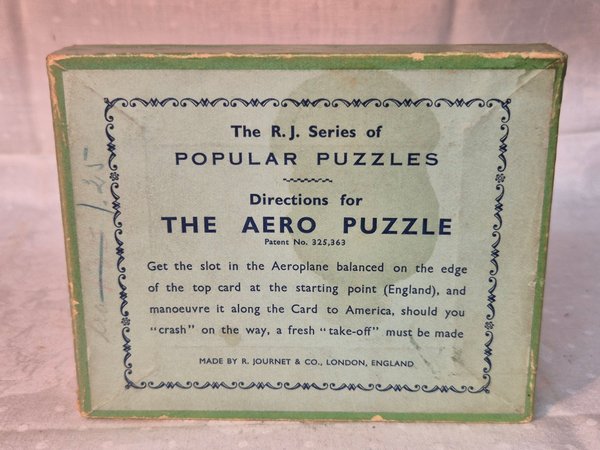 The R.J. Series of
POPULAR PUZZLES
Directions for
THE AERO PUZZLE
Patent No. 325,363
Get the slot in the Aeroplane balanced on the edge
of the top card at the starting point (England), and
manoeuvre it along the Card to America, should you
"crash" on the way, a fresh "take-off" must be made
MADE BY R. JOURNET & CO., LONDON, ENGLAND
1.25